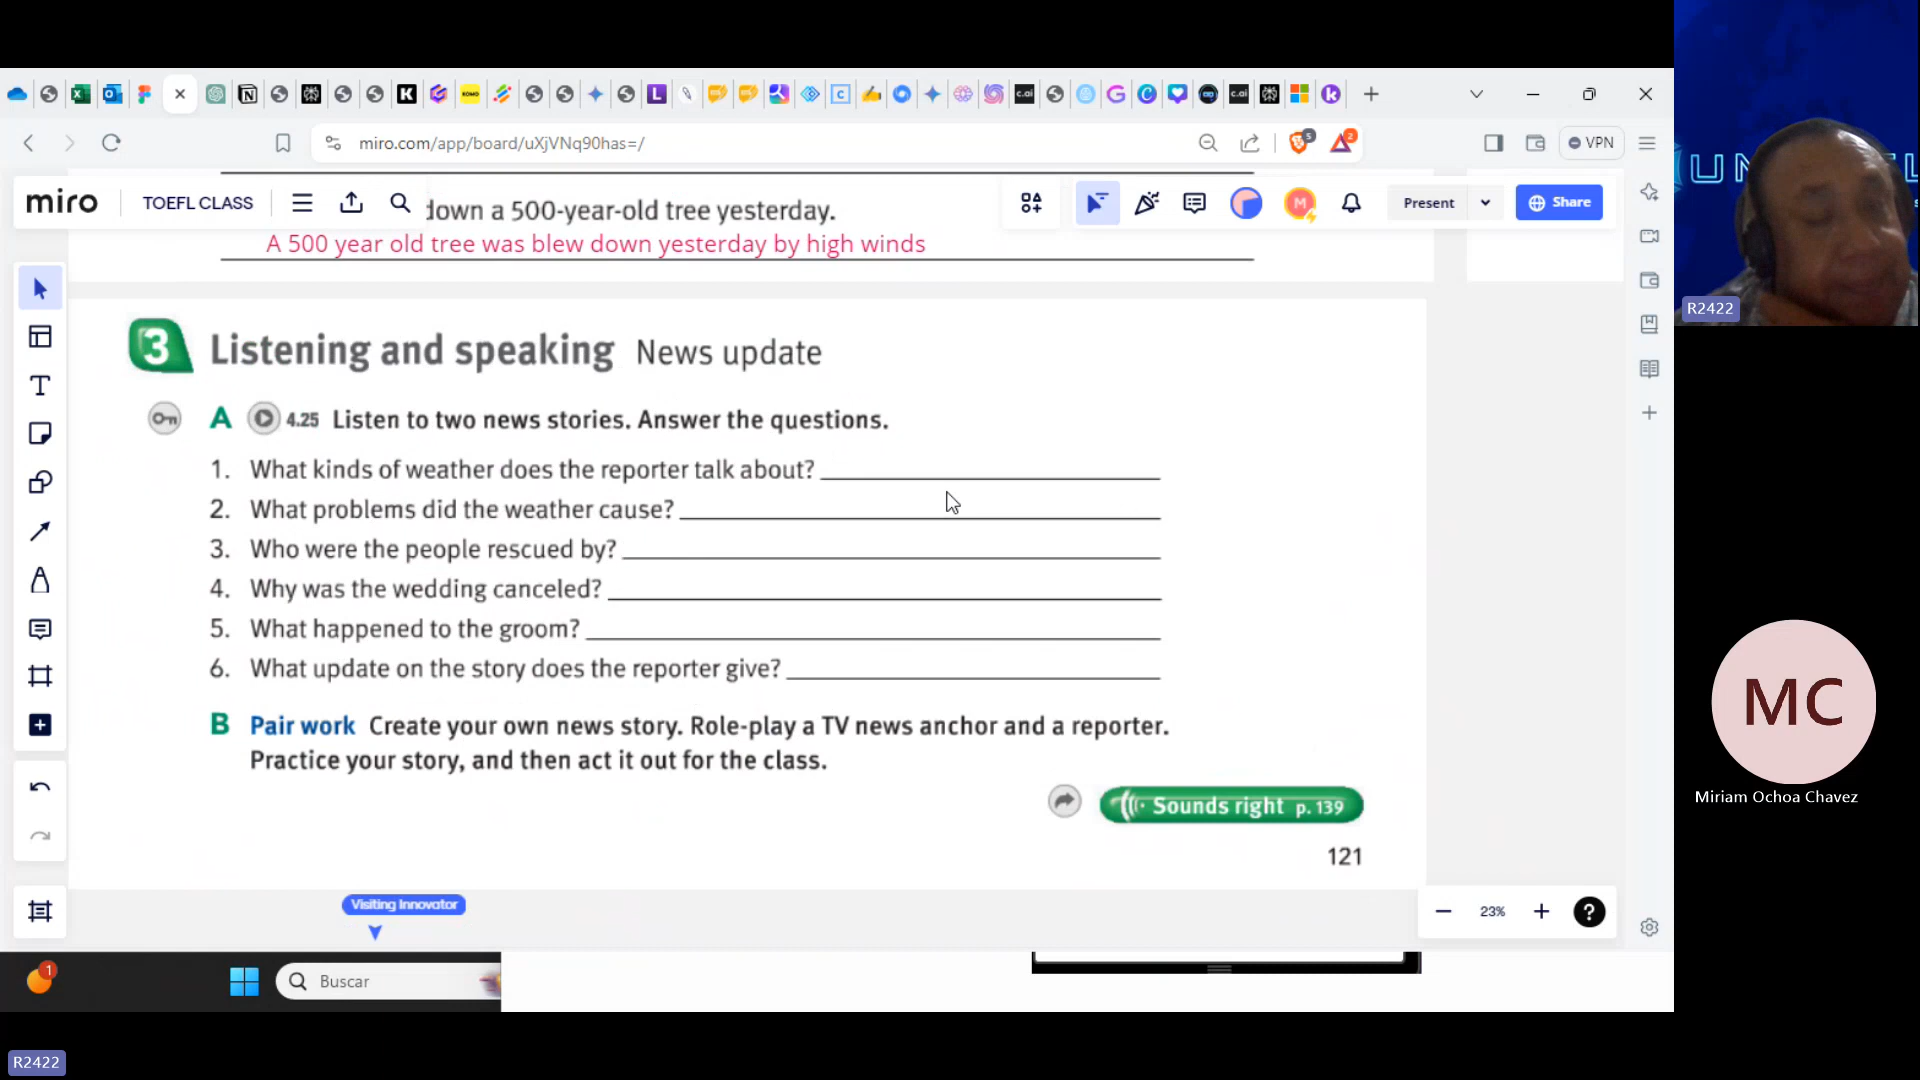 miro.com/app/board/uXjVNq90has=/
VPN
miro
TOEFL CLASS
Present
Share
down a 500-year-old tree yesterday.
A 500 year old tree was blew down yesterday by high winds
3 Listening and speaking News update
A 4.25 Listen to two news stories. Answer the questions.
1. What kinds of weather does the reporter talk about?
2. What problems did the weather cause?
3. Who were the people rescued by?
4. Why was the wedding canceled?
5. What happened to the groom?
6. What update on the story does the reporter give?
B Pair work Create your own news story. Role-play a TV news anchor and a reporter.
Practice your story, and then act it out for the class.
Sounds right p. 139
121
Visiting Innovator
23%
Buscar
R2422
R2422
MC
Miriam Ochoa Chavez